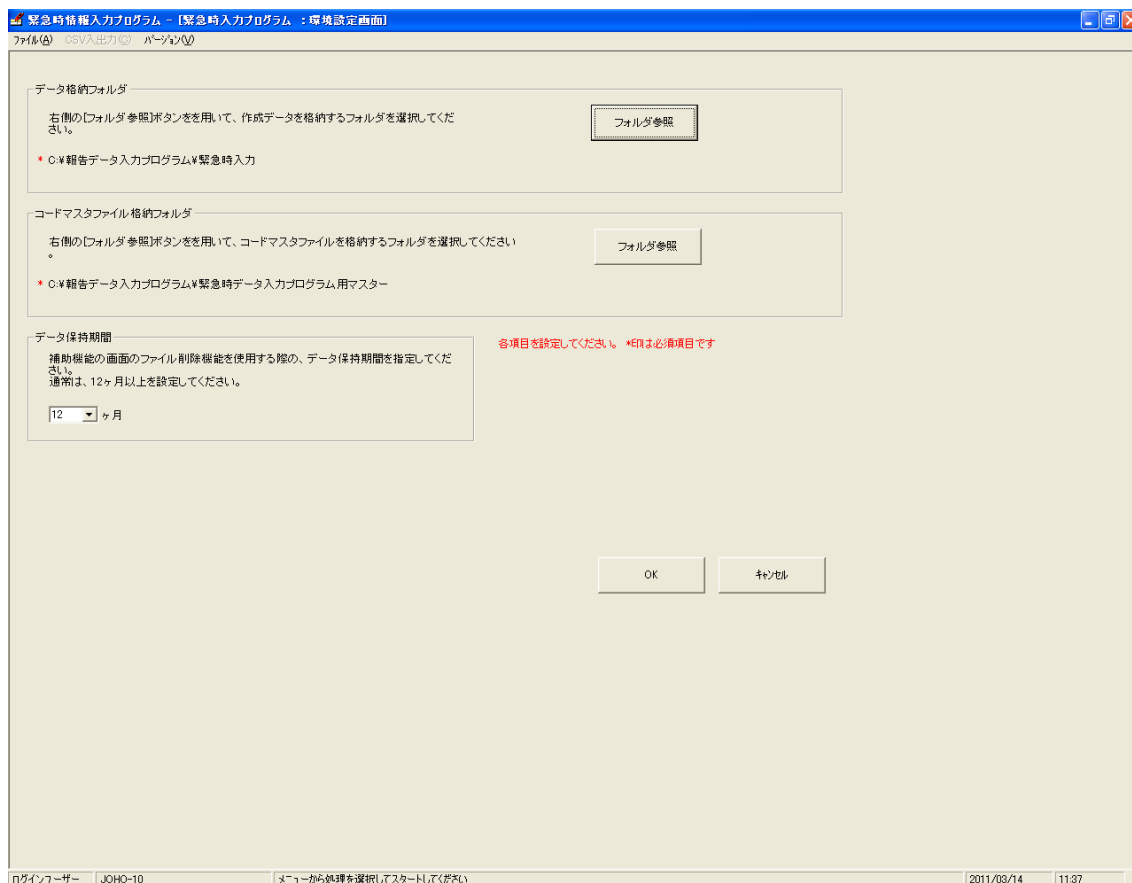 緊急時情報入力プログラム - [緊急時入力プログラム : 環境設定画面]
ファイル(A) CSV入出力(C) バージョン(V)
データ格納フォルダ
右側の[フォルダ参照]ボタンをを用いて、作成データを格納するフォルダを選択してくだ
さい。
フォルダ参照
* C:¥報告データ入力プログラム¥緊急時入力
コードマスタファイル格納フォルダ
右側の[フォルダ参照]ボタンをを用いて、コードマスタファイルを格納するフォルダを選択してください
。
フォルダ参照
* C:¥報告データ入力プログラム¥緊急時データ入力プログラム用マスター
データ保持期間
補助機能の画面のファイル削除機能を使用する際の、データ保持期間を指定してくだ
さい。
通常は、12ヶ月以上を設定してください。
12 ヶ月
各項目を設定してください。 *印は必須項目です
OK キャンセル
ログインユーザー JOHO-10 メニューから処理を選択してスタートしてください 2011/03/14 11:37